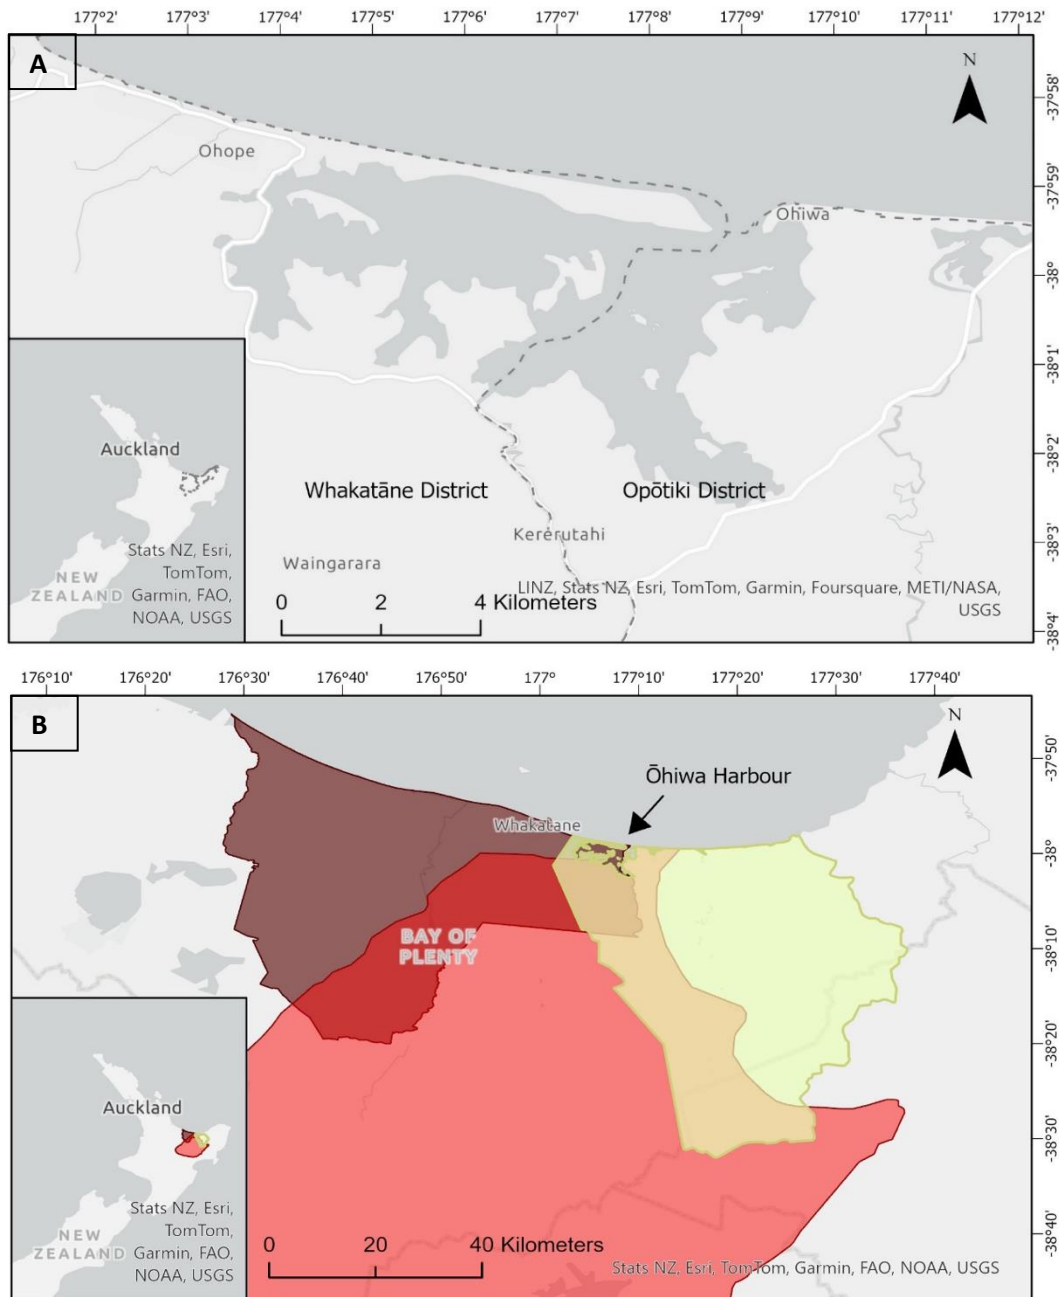 177°2' 177°3' 177°4' 177°5' 177°6' 177°7' 177°8' 177°9' 177°10' 177°11' 177°12'
A
N
Ohope
Ohiwa
-37°58'
-37°59'
-38°
-38°1'
-38°2'
-38°3'
-38°4'
Whakatāne District
Opōtiki District
Kererutahi
Waingarara
0 2 4 Kilometers
LINZ, Stats NZ, Esri, TomTom, Garmin, Foursquare, METI/NASA,
USGS
Auckland
NEW
ZEALAND
Stats NZ, Esri,
TomTom,
Garmin, FAO,
NOAA, USGS
176°10' 176°20' 176°30' 176°40' 176°50' 177° 177°10' 177°20' 177°30' 177°40'
B
N
Ōhiwa Harbour
Whakatane
BAY OF
PLENTY
-37°50'
-38°
-38°10'
-38°20'
-38°30'
-38°40'
Auckland
NEW
ZEALAND
Stats NZ, Esri,
TomTom,
Garmin, FAO,
NOAA, USGS
0 20 40 Kilometers
Stats NZ, Esri, TomTom, Garmin, FAO, NOAA, USGS